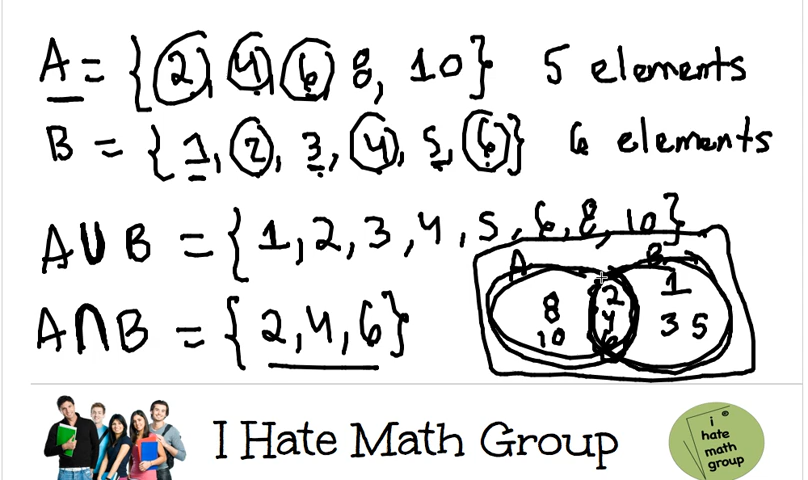 A = {2, 4, 6, 8, 10} 5 elements
B = {1, 2, 3, 4, 5, 6} 6 elements
A∪B = {1, 2, 3, 4, 5, 6, 8, 10}
A∩B = {2, 4, 6}
A B
8 2 1
10 4 3 5
6
I Hate Math Group
i
hate
math
group